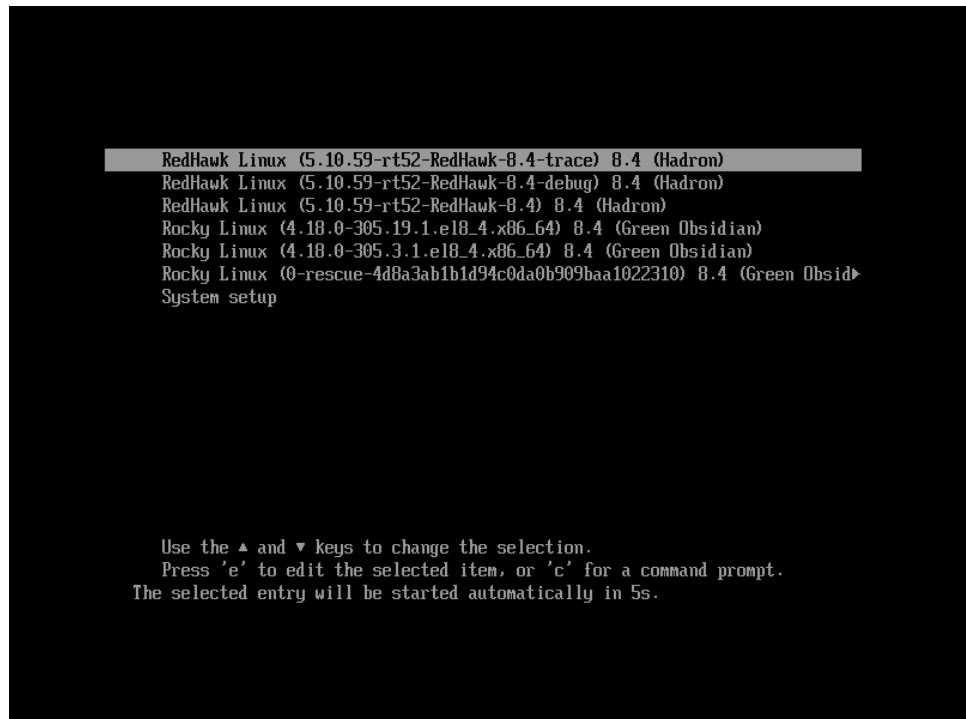 RedHawk Linux (5.10.59-rt52-RedHawk-8.4-trace) 8.4 (Hadron)
RedHawk Linux (5.10.59-rt52-RedHawk-8.4-debug) 8.4 (Hadron)
RedHawk Linux (5.10.59-rt52-RedHawk-8.4) 8.4 (Hadron)
Rocky Linux (4.18.0-305.19.1.el8_4.x86_64) 8.4 (Green Obsidian)
Rocky Linux (4.18.0-305.3.1.el8_4.x86_64) 8.4 (Green Obsidian)
Rocky Linux (0-rescue-4d8a3ab1b1d94c0da0b909baa1022310) 8.4 (Green Obsid▶
System setup
Use the ▲ and ▼ keys to change the selection.
Press 'e' to edit the selected item, or 'c' for a command prompt.
The selected entry will be started automatically in 5s.